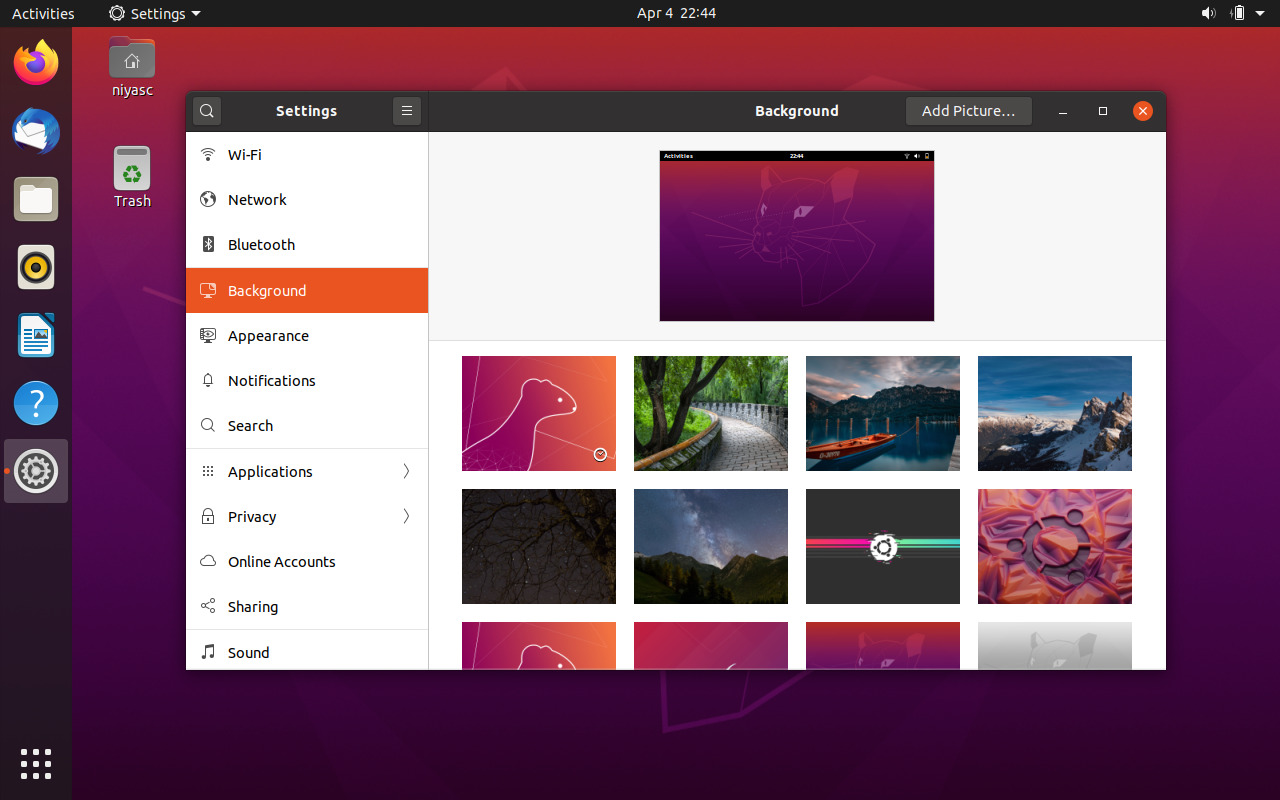 Activities
Settings
Apr 4 22:44
niyasc
Trash
Settings
Background
Add Picture...
Wi-Fi
Network
Bluetooth
Background
Appearance
Notifications
Search
Applications
Privacy
Online Accounts
Sharing
Sound
Activities
22:44
?